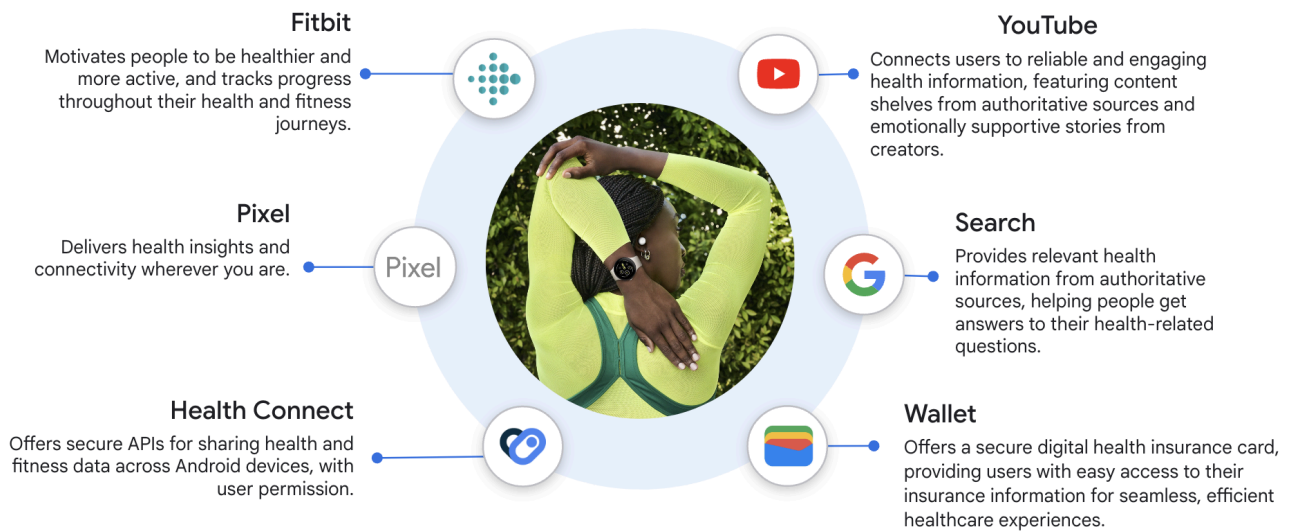 Fitbit
Motivates people to be healthier and
more active, and tracks progress
throughout their health and fitness
journeys.
Pixel
Delivers health insights and
connectivity wherever you are.
Pixel
Health Connect
Offers secure APIs for sharing health and
fitness data across Android devices, with
user permission.
YouTube
Connects users to reliable and engaging
health information, featuring content
shelves from authoritative sources and
emotionally supportive stories from
creators.
Search
Provides relevant health
information from authoritative
sources, helping people get
answers to their health-related
questions.
Wallet
Offers a secure digital health insurance card,
providing users with easy access to their
insurance information for seamless, efficient
healthcare experiences.